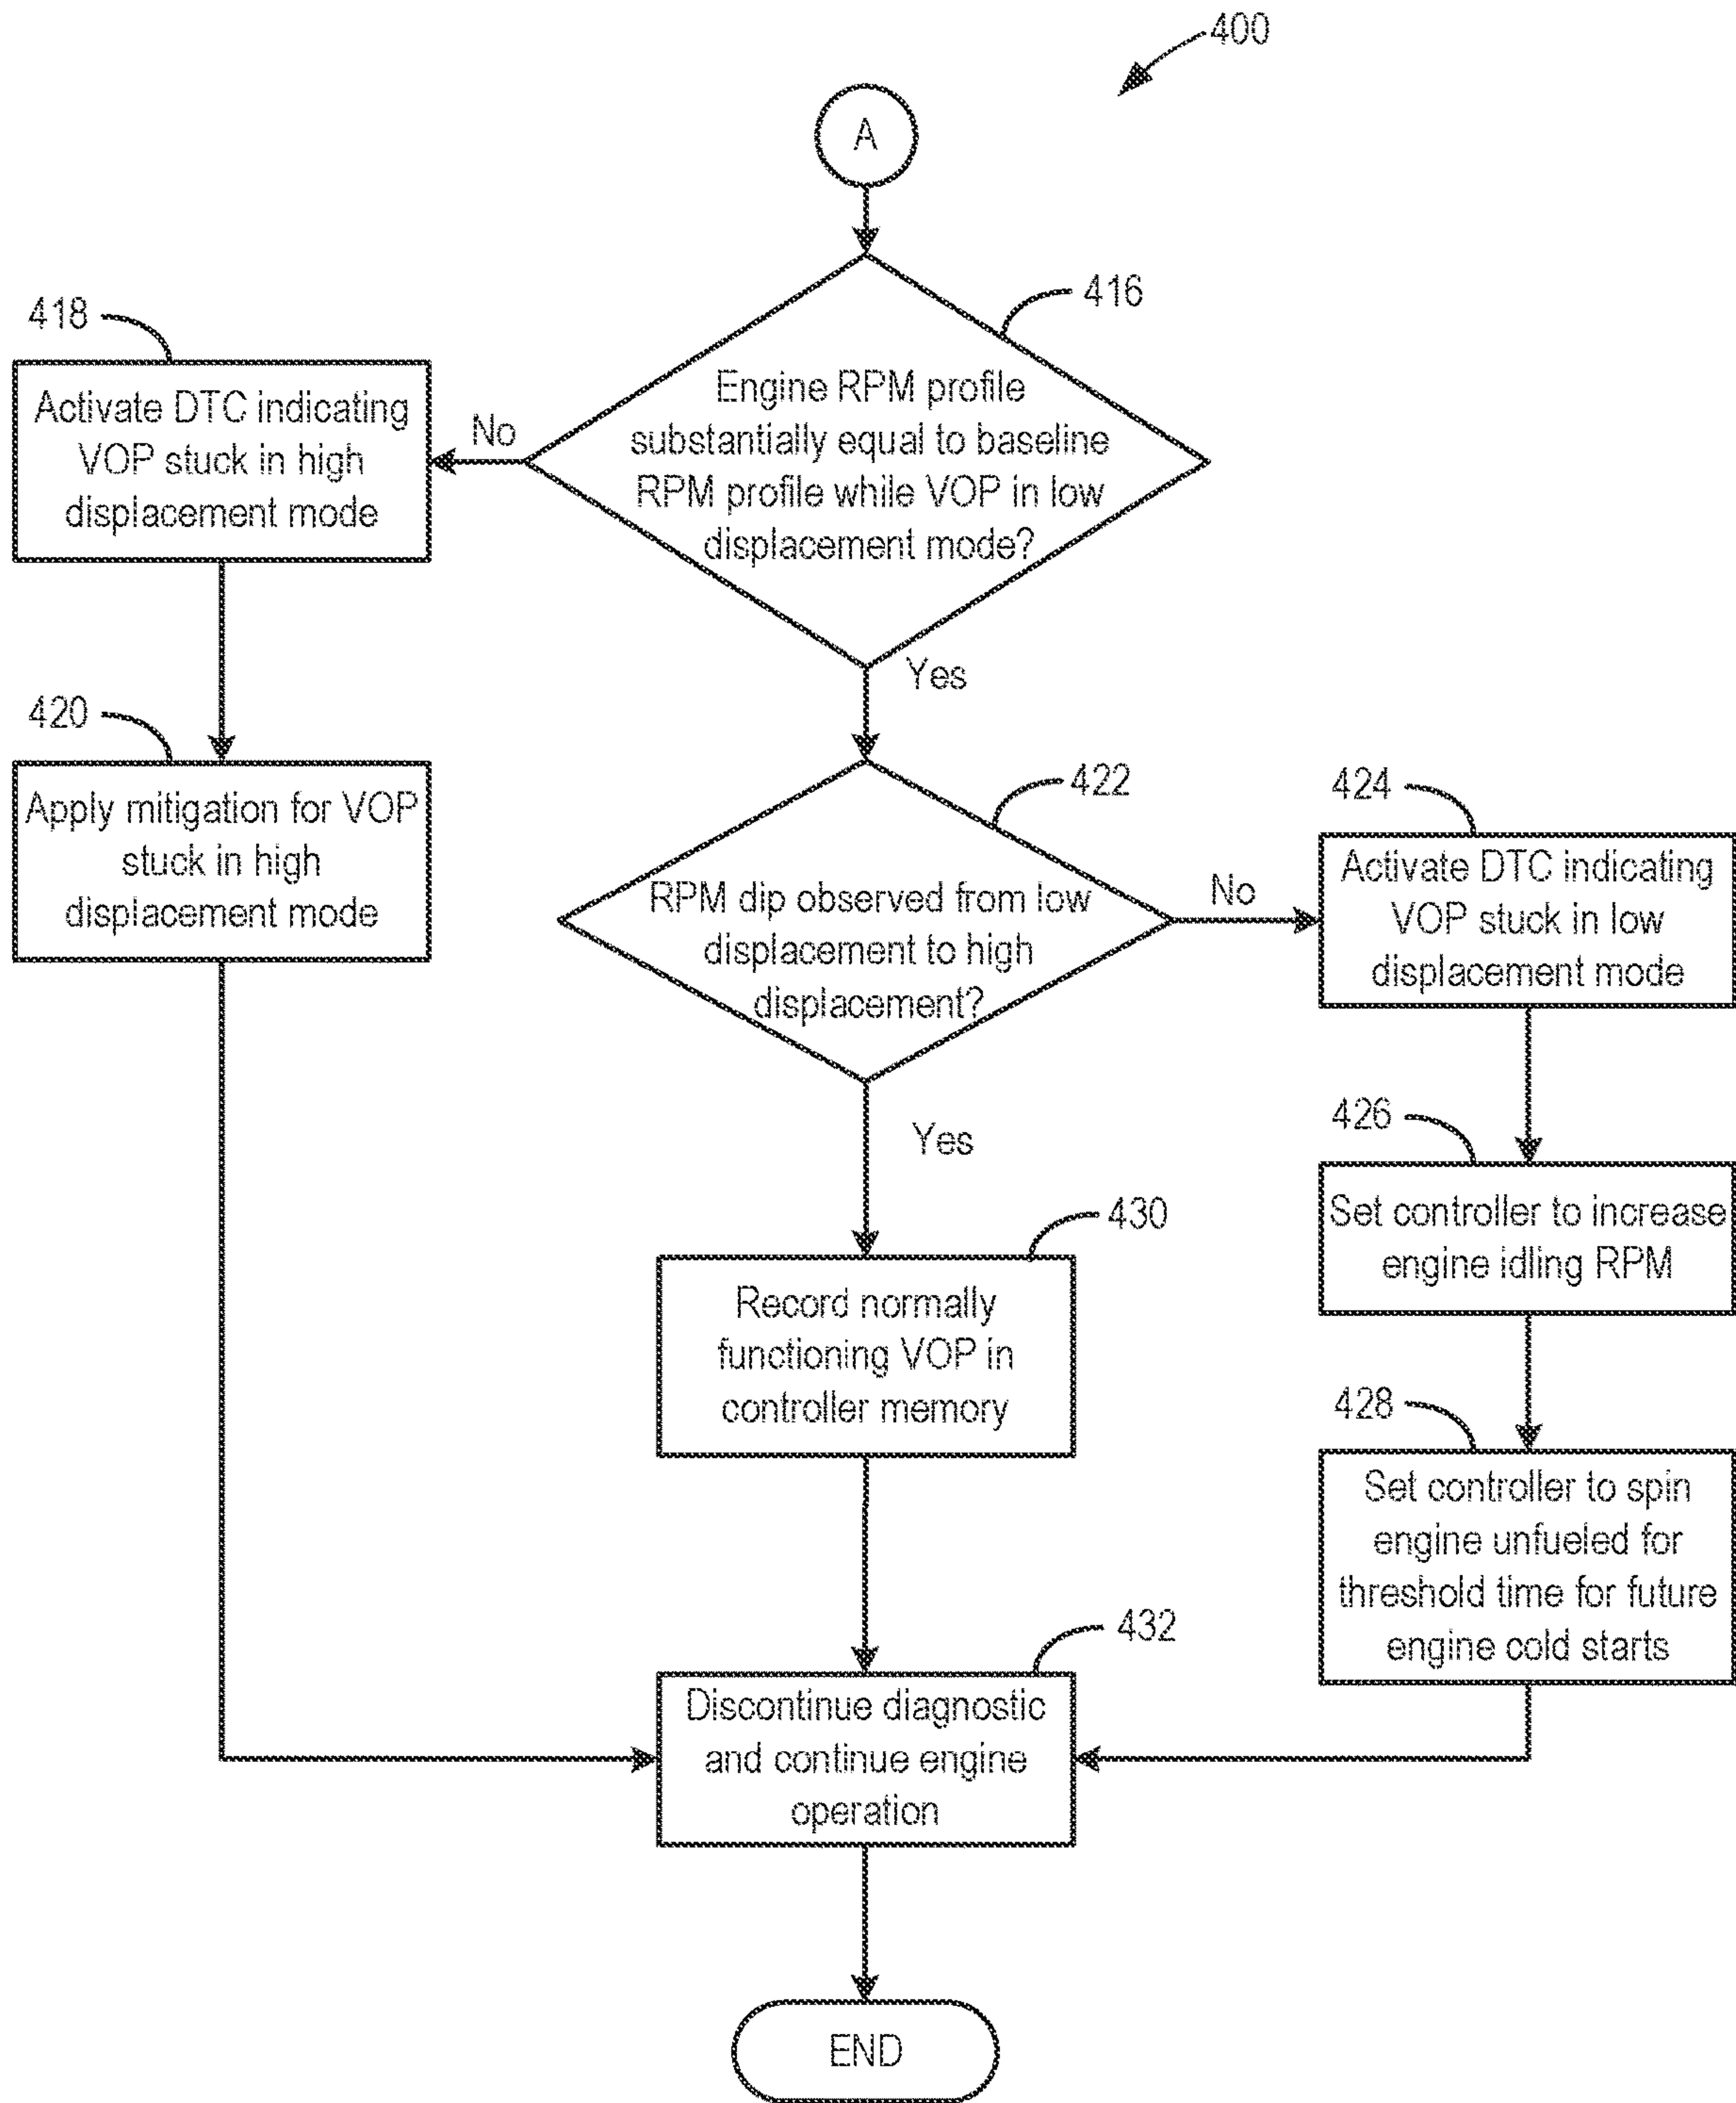 400
A
416
Engine RPM profile
substantially equal to baseline
RPM profile while VOP in low
displacement mode?
No
Yes
418
Activate DTC indicating
VOP stuck in high
displacement mode
420
Apply mitigation for VOP
stuck in high
displacement mode
422
RPM dip observed from low
displacement to high
displacement?
No
Yes
424
Activate DTC indicating
VOP stuck in low
displacement mode
426
Set controller to increase
engine idling RPM
428
Set controller to spin
engine unfueled for
threshold time for future
engine cold starts
430
Record normally
functioning VOP in
controller memory
432
Discontinue diagnostic
and continue engine
operation
END